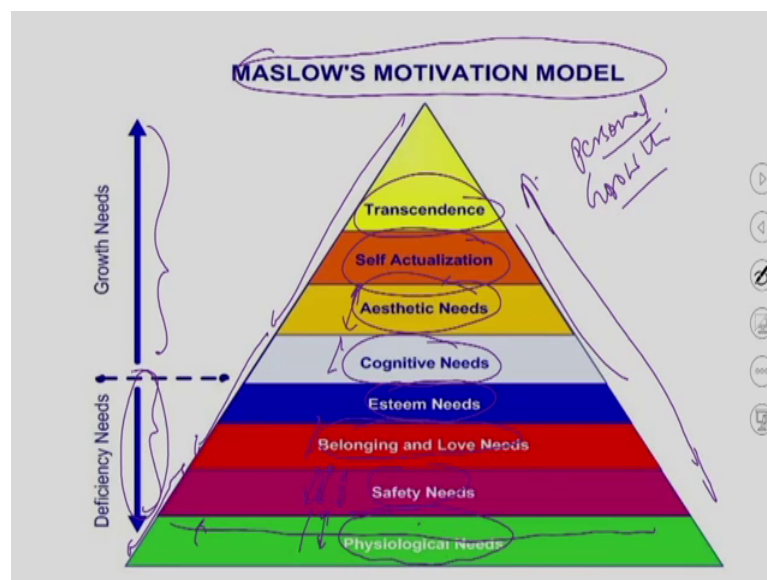 MASLOW'S MOTIVATION MODEL
Personal
Growth
Growth Needs
Deficiency Needs
Transcendence
Self Actualization
Aesthetic Needs
Cognitive Needs
Esteem Needs
Belonging and Love Needs
Safety Needs
Physiological Needs